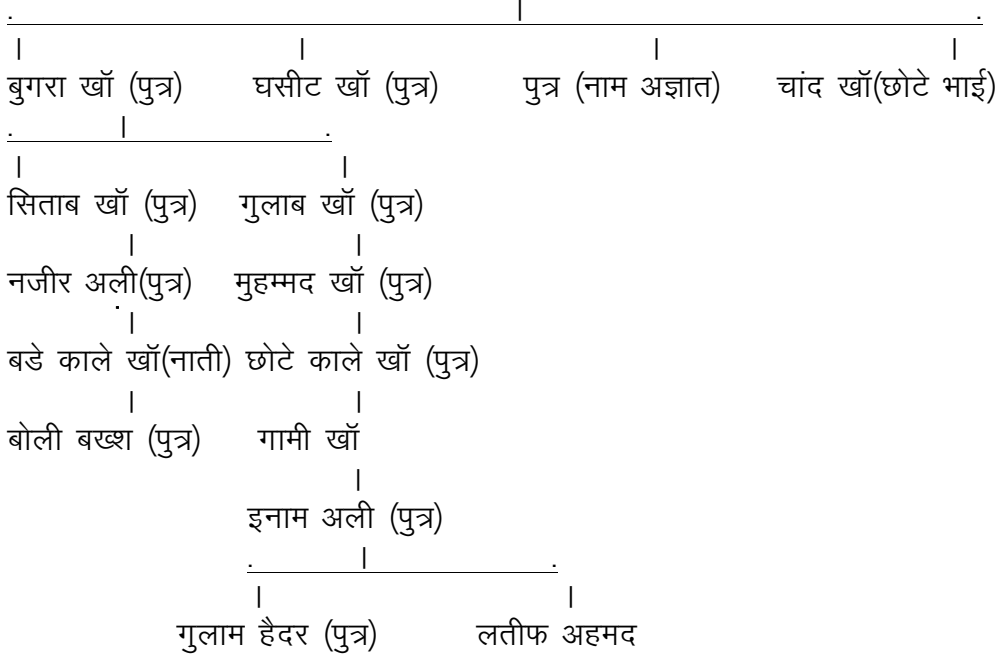 बुगरा खॉ (पुत्र) घसीट खॉ (पुत्र) पुत्र (नाम अज्ञात) चांद खॉ(छोटे भाई)
सिताब खॉ (पुत्र) गुलाब खॉ (पुत्र)
नजीर अली(पुत्र) मुहम्मद खॉ (पुत्र)
बडे काले खॉ(नाती) छोटे काले खॉ (पुत्र)
बोली बख्श (पुत्र) गामी खॉ
इनाम अली (पुत्र)
गुलाम हैदर (पुत्र) लतीफ अहमद